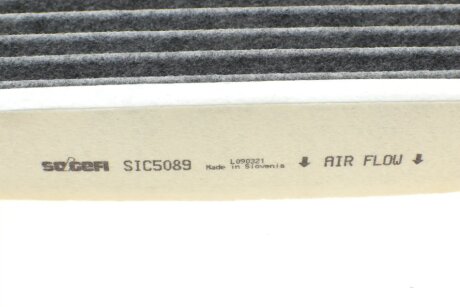 SOGEFI SIC5089 L090321 ↓ AIR FLOW ↓
Made in Slovenia